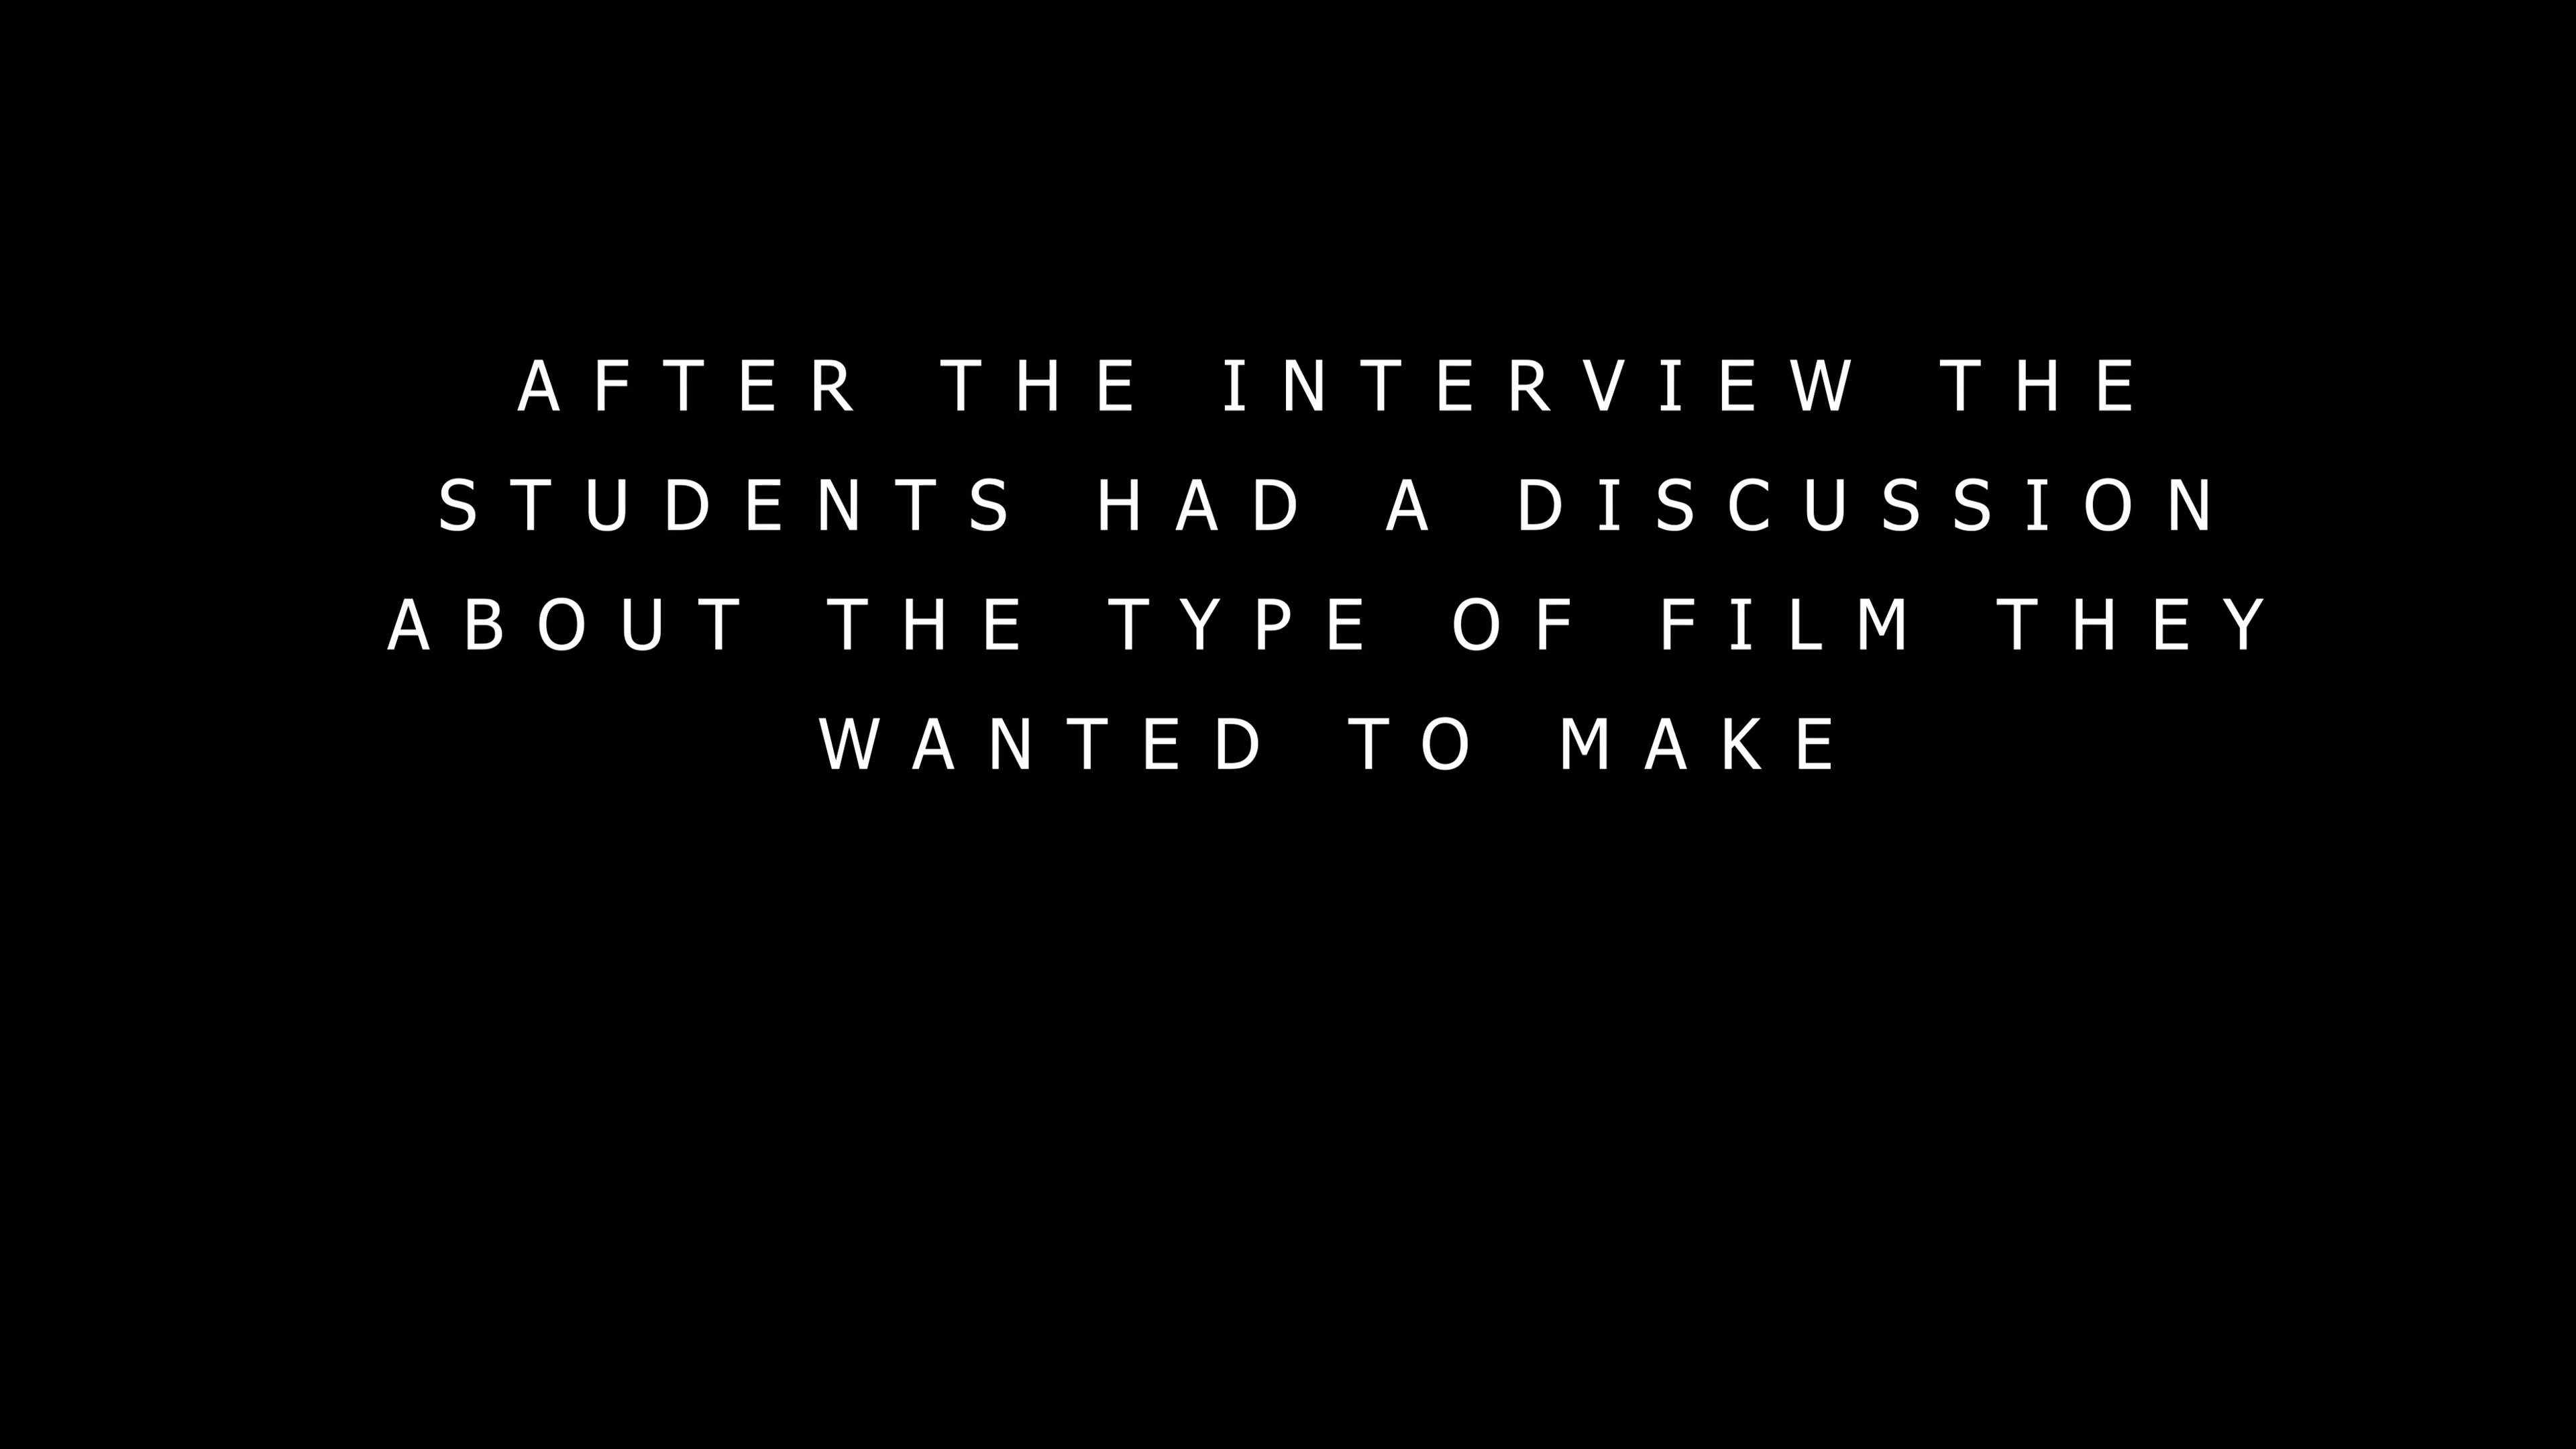 AFTER THE INTERVIEW THE
STUDENTS HAD A DISCUSSION
ABOUT THE TYPE OF FILM THEY
WANTED TO MAKE